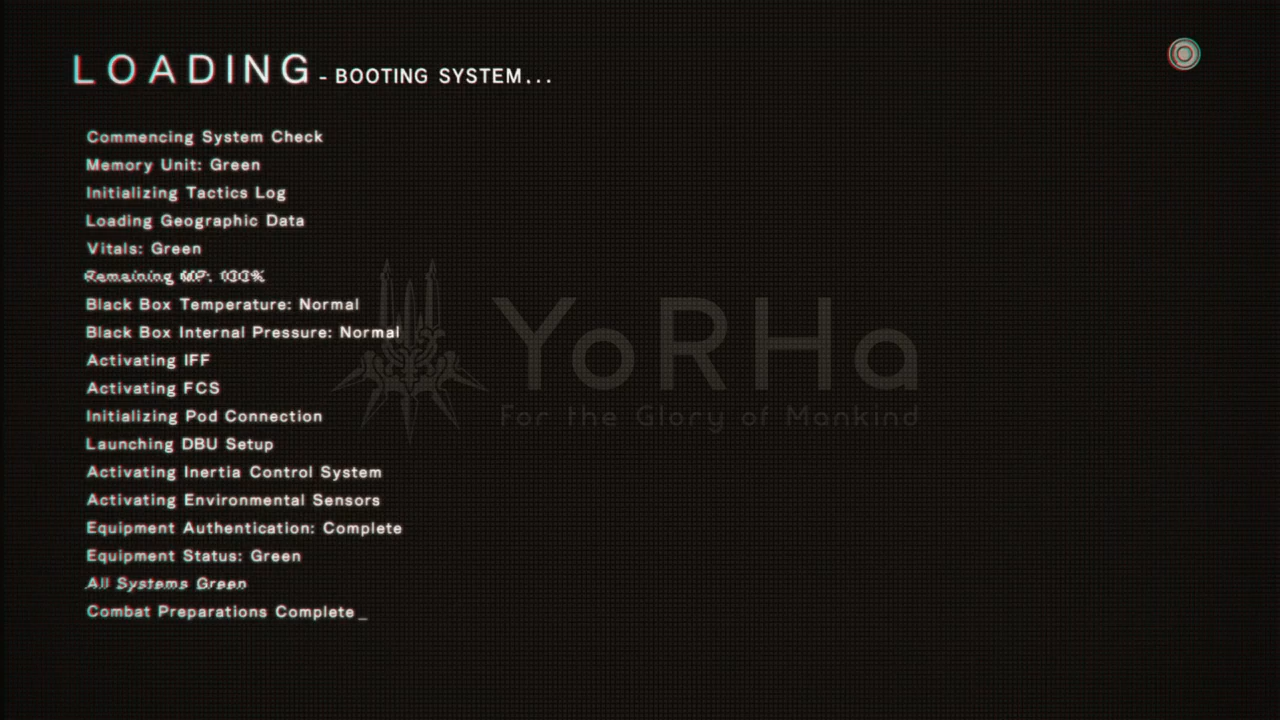 LOADING - BOOTING SYSTEM...
Commencing System Check
Memory Unit: Green
Initializing Tactics Log
Loading Geographic Data
Vitals: Green
Remaining MP: 100%
Black Box Temperature: Normal
Black Box Internal Pressure: Normal
Activating IFF
Activating FCS
Initializing Pod Connection
Launching DBU Setup
Activating Inertia Control System
Activating Environmental Sensors
Equipment Authentication: Complete
Equipment Status: Green
All Systems Green
Combat Preparations Complete_
YoRHa
For the Glory of Mankind